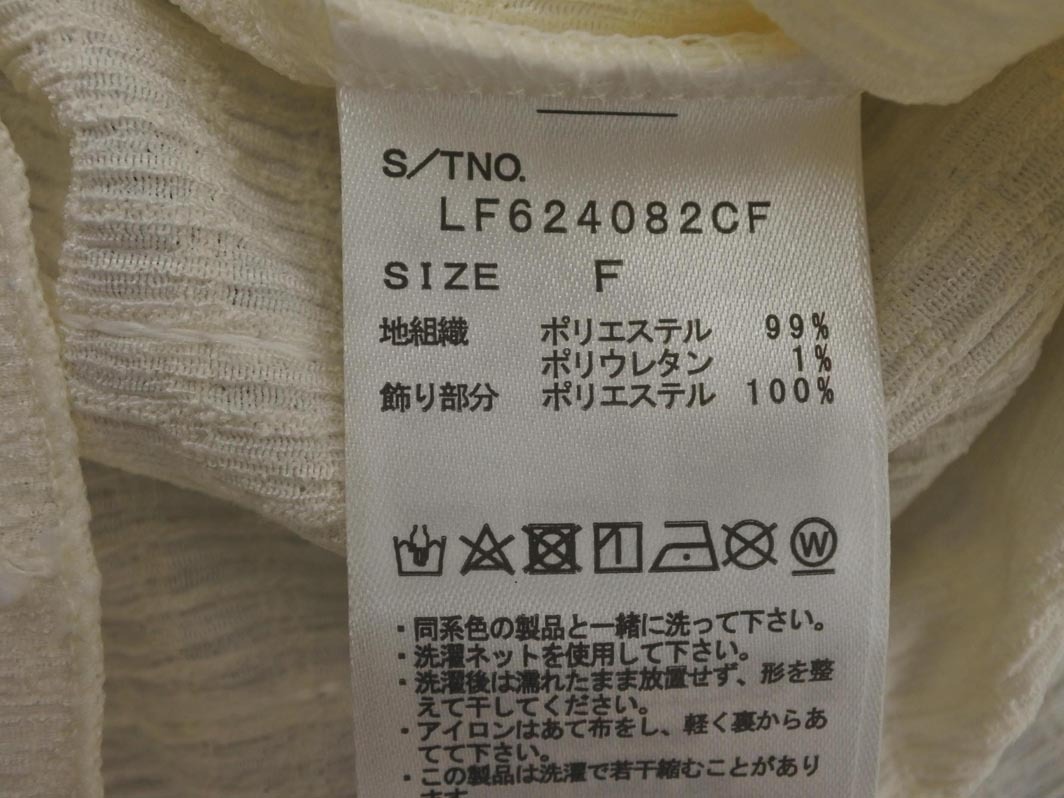 S/TNO.
LF624082CF
SIZE F
地組織 ポリエステル 99%
ポリウレタン 1%
飾り部分 ポリエステル 100%
W
・同系色の製品と一緒に洗って下さい。
・洗濯ネットを使用して下さい。
・洗濯後は濡れたまま放置せず、形を整
えて干してください。
・アイロンはあて布をし、軽く裏からあ
てて下さい。
・この製品は洗濯で若干縮むことがあり
ます。